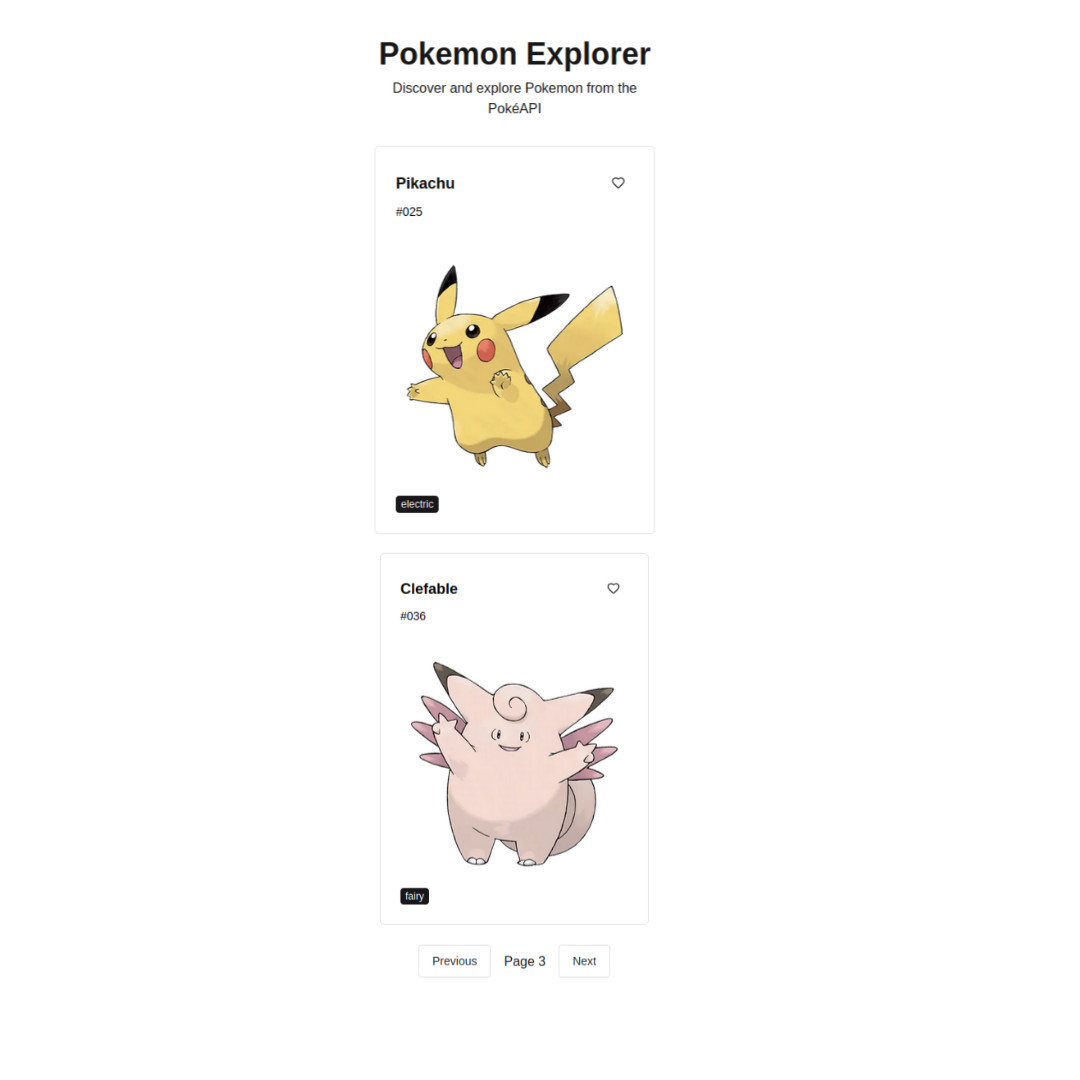 Pokemon Explorer
Discover and explore Pokemon from the
PokéAPI
Pikachu
#025
electric
Clefable
#036
fairy
Previous Page 3 Next